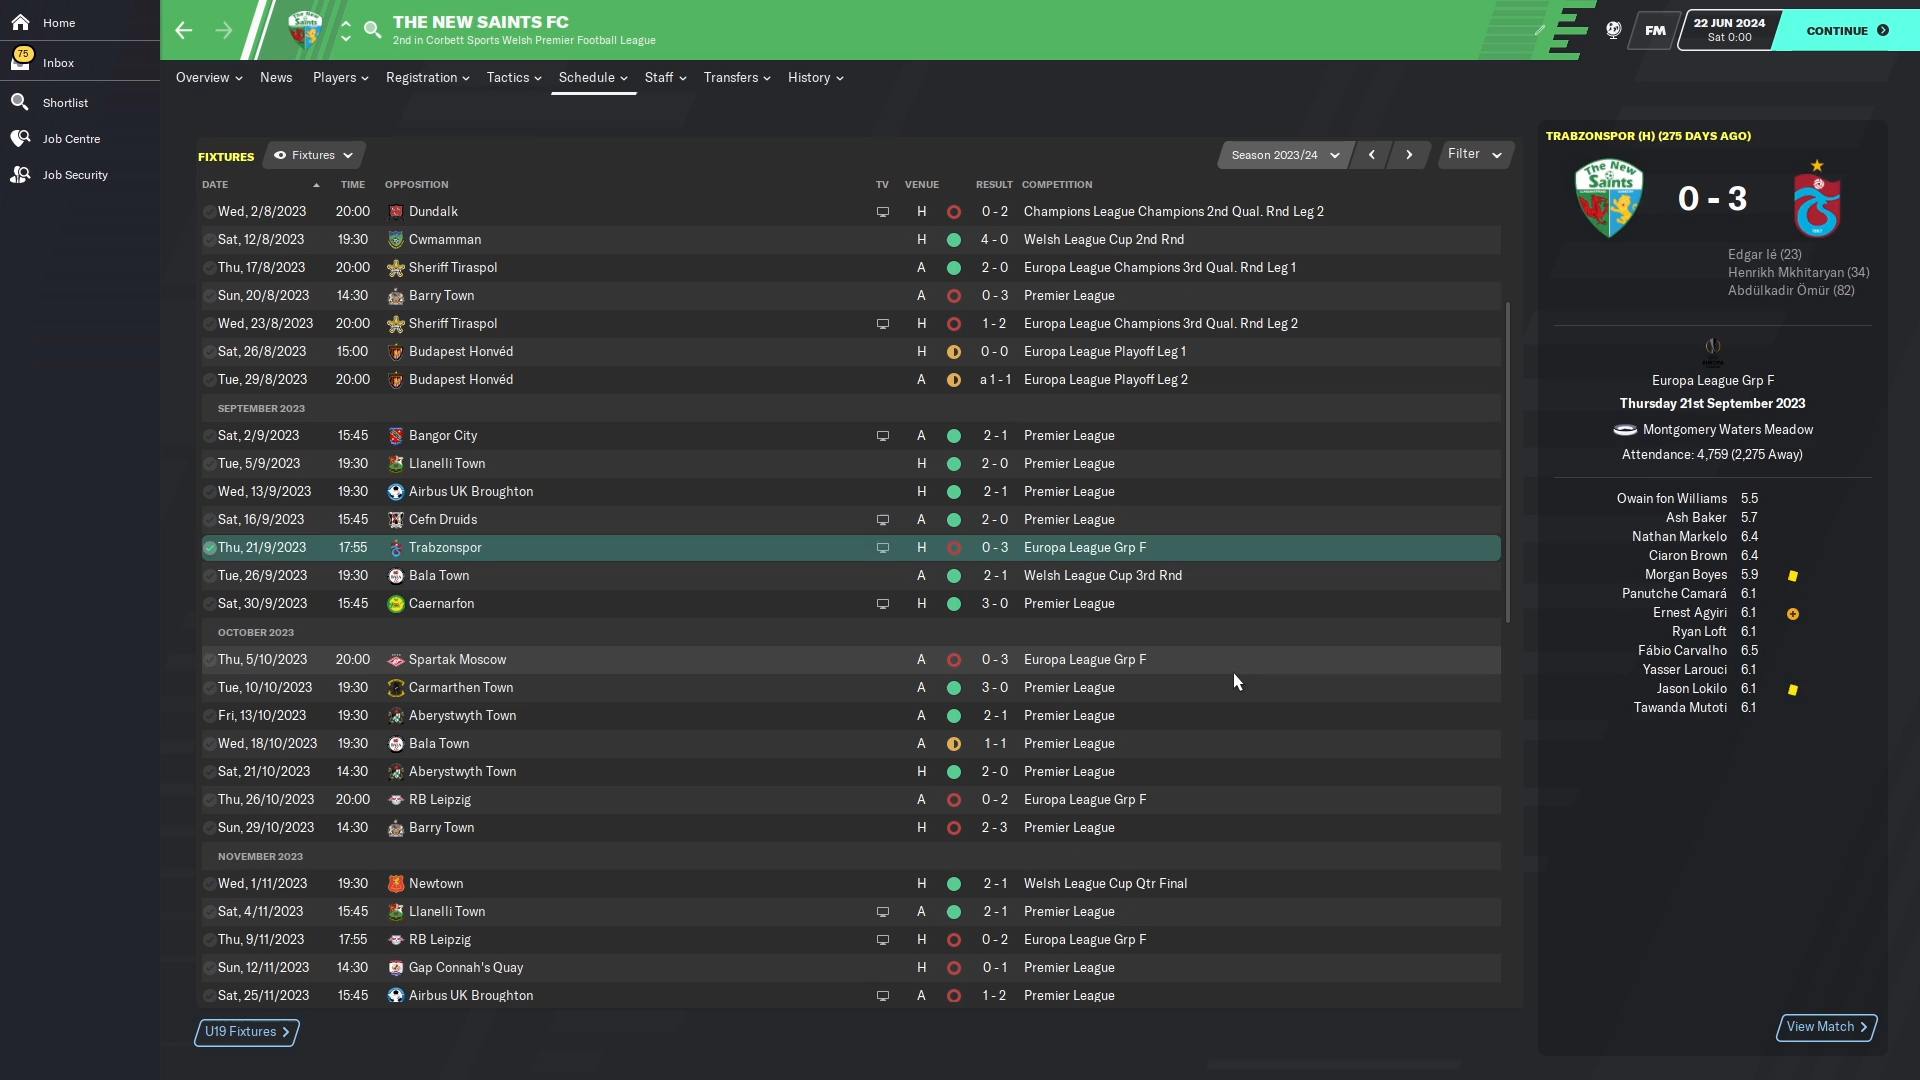 Home
75
Inbox
Shortlist
Job Centre
Job Security
The New Saints
THE NEW SAINTS FC
2nd in Corbett Sports Welsh Premier Football League
FM
22 JUN 2024
Sat 0:00
CONTINUE
Overview News Players Registration Tactics Schedule Staff Transfers History
FIXTURES Fixtures Season 2023/24 Filter
DATE TIME OPPOSITION TV VENUE RESULT COMPETITION
Wed, 2/8/2023 20:00 Dundalk H 0 - 2 Champions League Champions 2nd Qual. Rnd Leg 2
Sat, 12/8/2023 19:30 Cwmamman H 4 - 0 Welsh League Cup 2nd Rnd
Thu, 17/8/2023 20:00 Sheriff Tiraspol A 2 - 0 Europa League Champions 3rd Qual. Rnd Leg 1
Sun, 20/8/2023 14:30 Barry Town A 0 - 3 Premier League
Wed, 23/8/2023 20:00 Sheriff Tiraspol H 1 - 2 Europa League Champions 3rd Qual. Rnd Leg 2
Sat, 26/8/2023 15:00 Budapest Honvéd H 0 - 0 Europa League Playoff Leg 1
Tue, 29/8/2023 20:00 Budapest Honvéd A a 1 - 1 Europa League Playoff Leg 2
SEPTEMBER 2023
Sat, 2/9/2023 15:45 Bangor City A 2 - 1 Premier League
Tue, 5/9/2023 19:30 Llanelli Town H 2 - 0 Premier League
Wed, 13/9/2023 19:30 Airbus UK Broughton H 2 - 1 Premier League
Sat, 16/9/2023 15:45 Cefn Druids A 2 - 0 Premier League
Thu, 21/9/2023 17:55 Trabzonspor H 0 - 3 Europa League Grp F
Tue, 26/9/2023 19:30 Bala Town A 2 - 1 Welsh League Cup 3rd Rnd
Sat, 30/9/2023 15:45 Caernarfon H 3 - 0 Premier League
OCTOBER 2023
Thu, 5/10/2023 20:00 Spartak Moscow A 0 - 3 Europa League Grp F
Tue, 10/10/2023 19:30 Carmarthen Town A 3 - 0 Premier League
Fri, 13/10/2023 19:30 Aberystwyth Town A 2 - 1 Premier League
Wed, 18/10/2023 19:30 Bala Town A 1 - 1 Premier League
Sat, 21/10/2023 14:30 Aberystwyth Town H 2 - 0 Premier League
Thu, 26/10/2023 20:00 RB Leipzig A 0 - 2 Europa League Grp F
Sun, 29/10/2023 14:30 Barry Town H 2 - 3 Premier League
NOVEMBER 2023
Wed, 1/11/2023 19:30 Newtown H 2 - 1 Welsh League Cup Qtr Final
Sat, 4/11/2023 15:45 Llanelli Town A 2 - 1 Premier League
Thu, 9/11/2023 17:55 RB Leipzig H 0 - 2 Europa League Grp F
Sun, 12/11/2023 14:30 Gap Connah's Quay H 0 - 1 Premier League
Sat, 25/11/2023 15:45 Airbus UK Broughton A 1 - 2 Premier League
U19 Fixtures
TRABZONSPOR (H) (275 DAYS AGO)
The New Saints
0 - 3
Edgar Ié (23)
Henrikh Mkhitaryan (34)
Abdülkadir Ömür (82)
Europa League Grp F
Thursday 21st September 2023
Montgomery Waters Meadow
Attendance: 4,759 (2,275 Away)
Owain fon Williams 5.5
Ash Baker 5.7
Nathan Markelo 6.4
Ciaron Brown 6.4
Morgan Boyes 5.9
Panutche Camará 6.1
Ernest Agyiri 6.1
Ryan Loft 6.1
Fábio Carvalho 6.5
Yasser Larouci 6.1
Jason Lokilo 6.1
Tawanda Mutoti 6.1
View Match